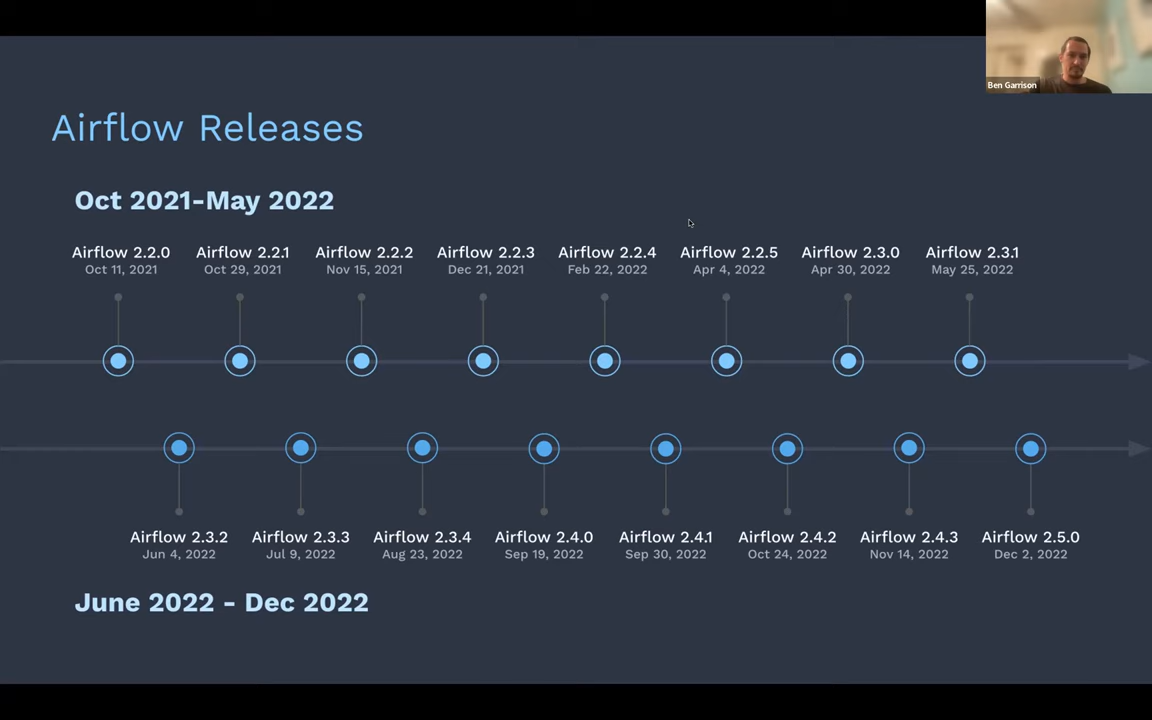 Ben Garrison
Airflow Releases
Oct 2021-May 2022
Airflow 2.2.0
Oct 11, 2021
Airflow 2.2.1
Oct 29, 2021
Airflow 2.2.2
Nov 15, 2021
Airflow 2.2.3
Dec 21, 2021
Airflow 2.2.4
Feb 22, 2022
Airflow 2.2.5
Apr 4, 2022
Airflow 2.3.0
Apr 30, 2022
Airflow 2.3.1
May 25, 2022
Airflow 2.3.2
Jun 4, 2022
Airflow 2.3.3
Jul 9, 2022
Airflow 2.3.4
Aug 23, 2022
Airflow 2.4.0
Sep 19, 2022
Airflow 2.4.1
Sep 30, 2022
Airflow 2.4.2
Oct 24, 2022
Airflow 2.4.3
Nov 14, 2022
Airflow 2.5.0
Dec 2, 2022
June 2022 - Dec 2022